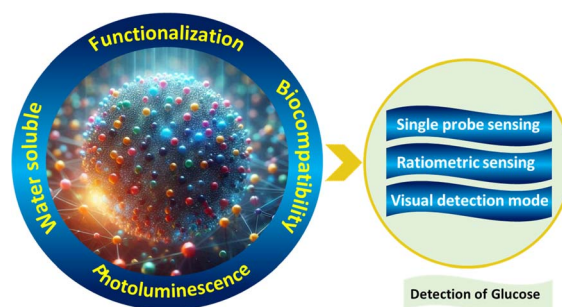 Functionalization
Water soluble
Biocompatibility
Photoluminescence
Single probe sensing
Ratiometric sensing
Visual detection mode
Detection of Glucose